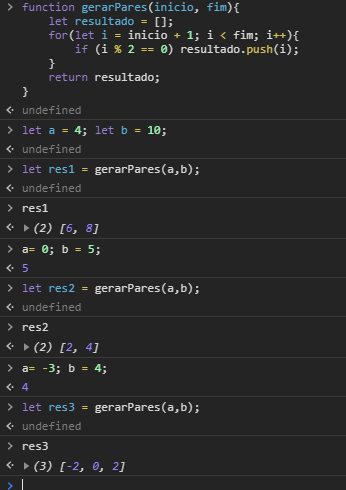 function gerarPares(inicio, fim){
let resultado = [];
for(let i = inicio + 1; i < fim; i++){
if (i % 2 == 0) resultado.push(i);
}
return resultado;
}
undefined
let a = 4; let b = 10;
undefined
let res1 = gerarPares(a,b);
undefined
res1
(2) [6, 8]
a= 0; b = 5;
5
let res2 = gerarPares(a,b);
undefined
res2
(2) [2, 4]
a= -3; b = 4;
4
let res3 = gerarPares(a,b);
undefined
res3
(3) [-2, 0, 2]